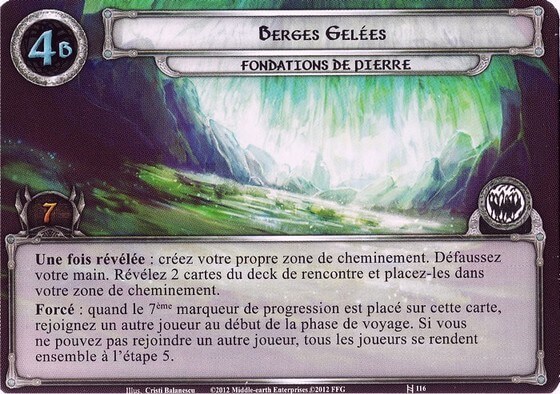 4B
BERGES GELÉES
FONDATIONS DE PIERRE
7
Une fois révélée : créez votre propre zone de cheminement. Défaussez
votre main. Révélez 2 cartes du deck de rencontre et placez-les dans
votre zone de cheminement.
Forcé : quand le 7ème marqueur de progression est placé sur cette carte,
rejoignez un autre joueur au début de la phase de voyage. Si vous
ne pouvez pas rejoindre un autre joueur, tous les joueurs se rendent
ensemble à l'étape 5.
Illus. Cristi Balanescu ©2012 Middle-earth Enterprises ©2012 FFG 116